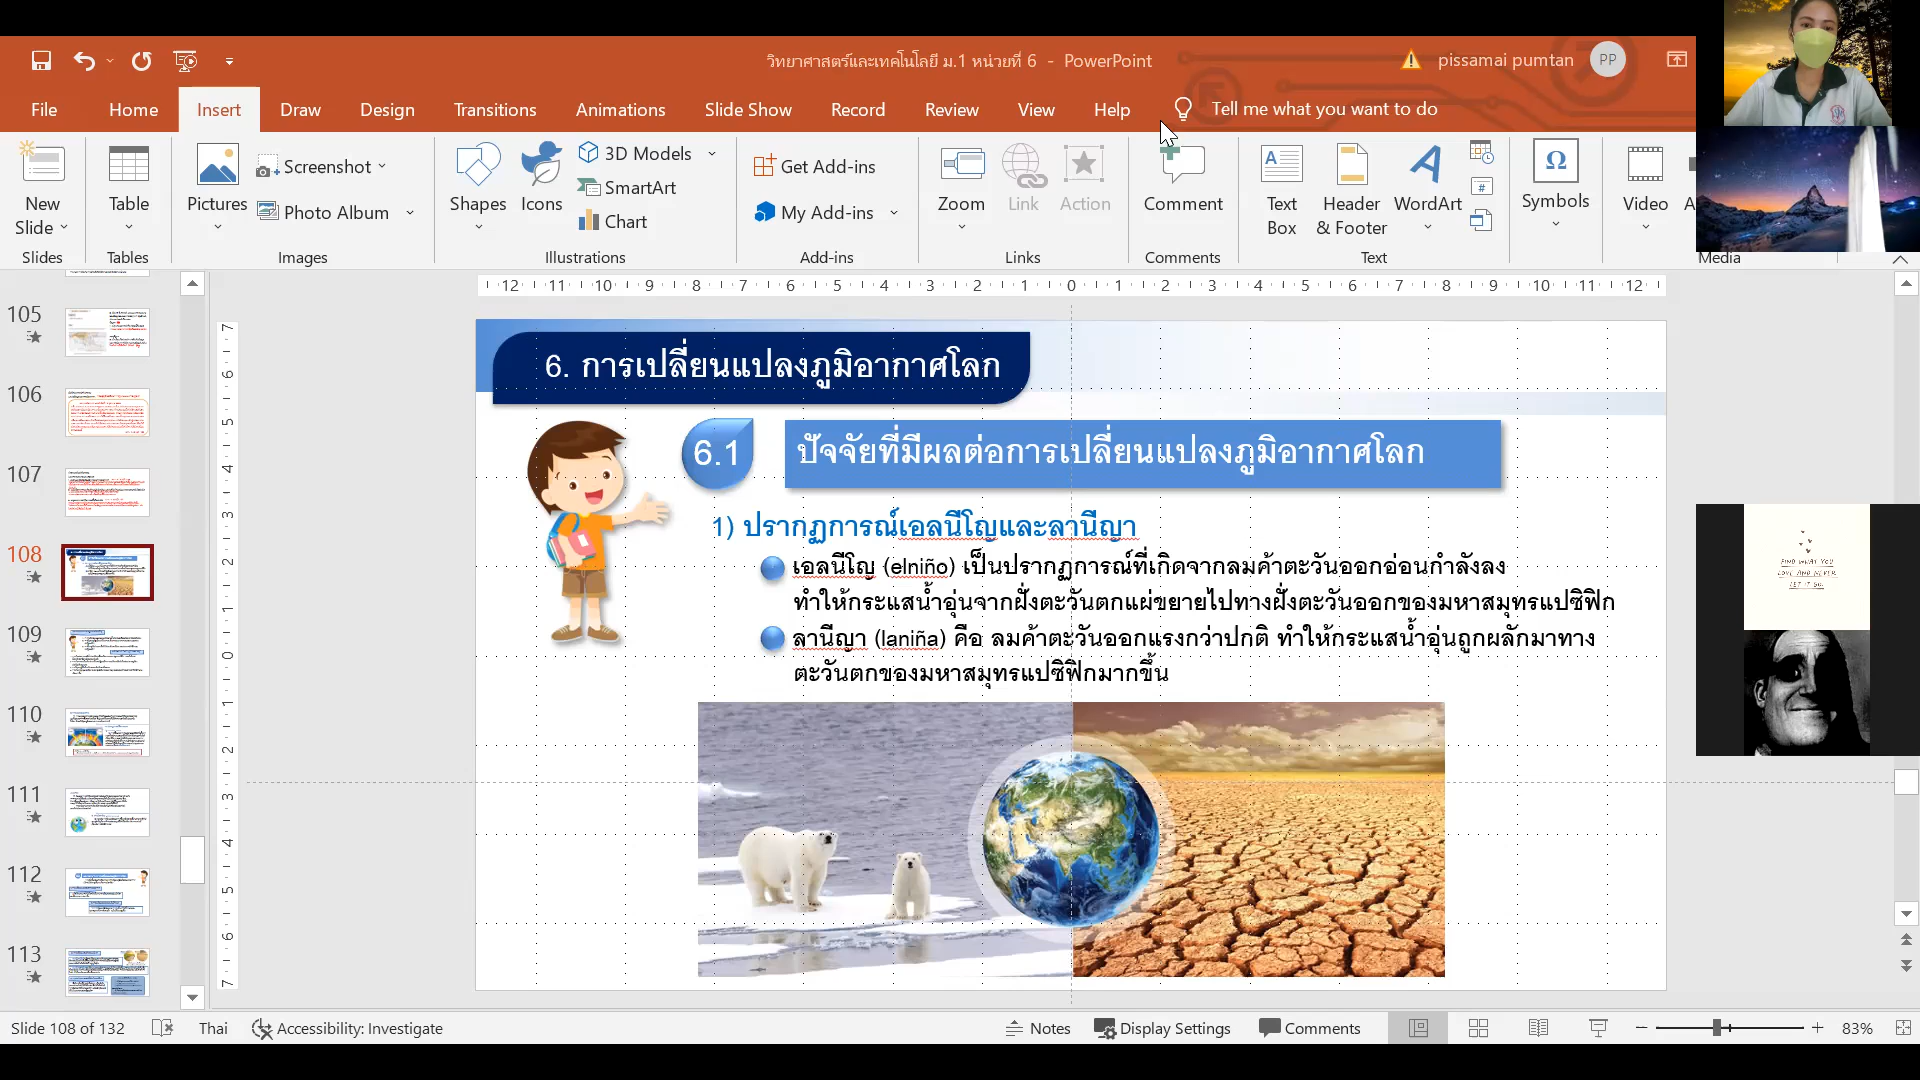 วิทยาศาสตร์และเทคโนโลยี ม.1 หน่วยที่ 6 - PowerPoint
pissamai pumtan
PP
File Home Insert Draw Design Transitions Animations Slide Show Record Review View Help Tell me what you want to do
New Slide
Table
Pictures
Screenshot
Photo Album
Shapes
Icons
3D Models
SmartArt
Chart
Get Add-ins
My Add-ins
Zoom
Link
Action
Comment
Text Box
Header & Footer
WordArt
Symbols
Video
Slides Tables Images Illustrations Add-ins Links Comments Text Media
105
106
107
108
109
110
111
112
113
6. การเปลี่ยนแปลงภูมิอากาศโลก
6.1 ปัจจัยที่มีผลต่อการเปลี่ยนแปลงภูมิอากาศโลก
1) ปรากฏการณ์เอลนีโญและลานีญา
เอลนีโญ (elniño) เป็นปรากฏการณ์ที่เกิดจากลมค้าตะวันออกอ่อนกำลังลง
ทำให้กระแสน้ำอุ่นจากฝั่งตะวันตกแผ่ขยายไปทางฝั่งตะวันออกของมหาสมุทรแปซิฟิก
ลานีญา (laniña) คือ ลมค้าตะวันออกแรงกว่าปกติ ทำให้กระแสน้ำอุ่นถูกผลักมาทาง
ตะวันตกของมหาสมุทรแปซิฟิกมากขึ้น
FIND WHAT YOU
LOVE AND NEVER
LET IT GO.
Slide 108 of 132 Thai Accessibility: Investigate Notes Display Settings Comments 83%